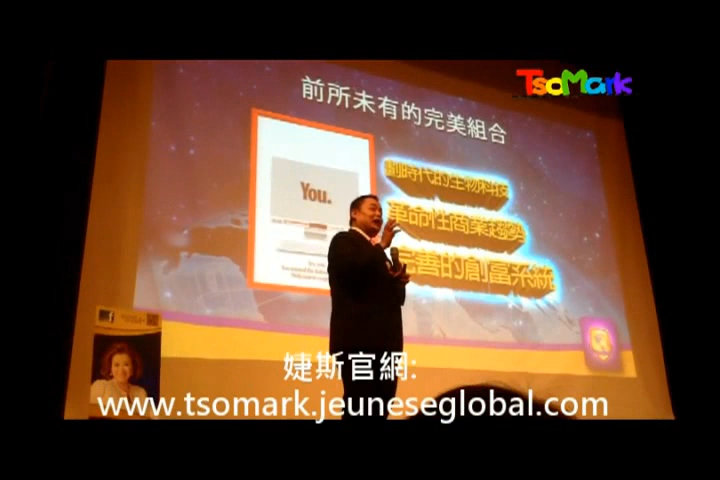 TsoMark
前所未有的完美組合
You.
劃時代的生物科技
革命性商業趨勢
完善的創富系統
婕斯官網:
www.tsomark.jeuneseglobal.com